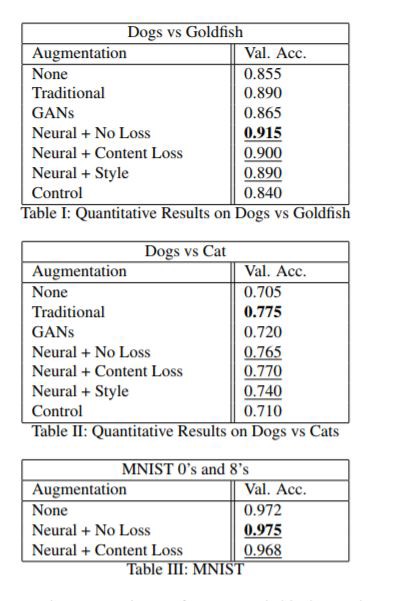 Dogs vs Goldfish
Augmentation Val. Acc.
None 0.855
Traditional 0.890
GANs 0.865
Neural + No Loss 0.915
Neural + Content Loss 0.900
Neural + Style 0.890
Control 0.840
Table I: Quantitative Results on Dogs vs Goldfish
Dogs vs Cat
Augmentation Val. Acc.
None 0.705
Traditional 0.775
GANs 0.720
Neural + No Loss 0.765
Neural + Content Loss 0.770
Neural + Style 0.740
Control 0.710
Table II: Quantitative Results on Dogs vs Cats
MNIST 0's and 8's
Augmentation Val. Acc.
None 0.972
Neural + No Loss 0.975
Neural + Content Loss 0.968
Table III: MNIST